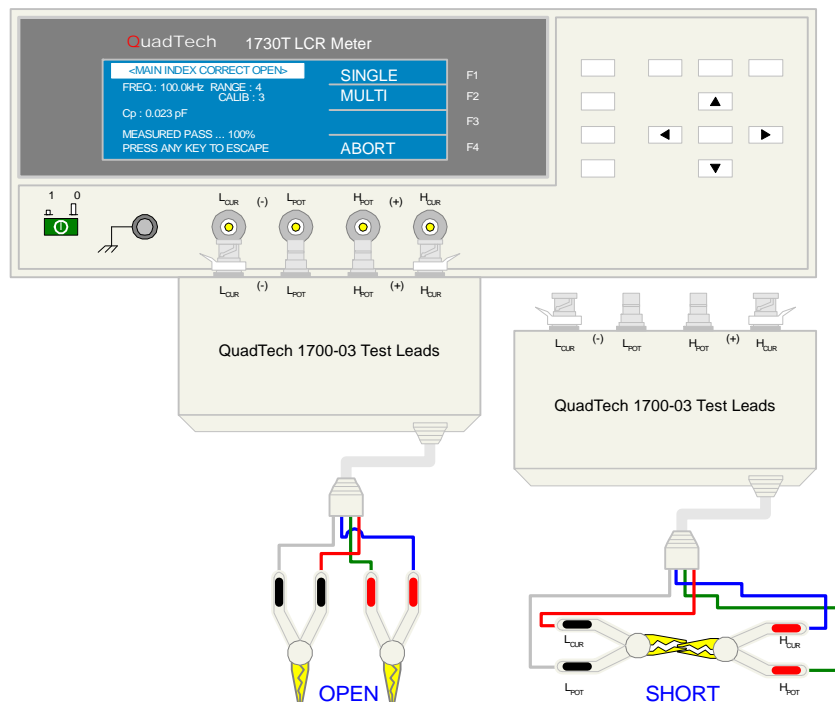 QuadTech 1730T LCR Meter
<MAIN INDEX CORRECT OPEN>
FREQ.: 100.0kHz RANGE : 4
CALIB : 3
Cp : 0.023 pF
MEASURED PASS ... 100%
PRESS ANY KEY TO ESCAPE
SINGLE
MULTI
ABORT
F1
F2
F3
F4
1 0
LCUR (-) LPOT HPOT (+) HCUR
LCUR (-) LPOT HPOT (+) HCUR
QuadTech 1700-03 Test Leads
OPEN
LCUR (-) LPOT HPOT (+) HCUR
QuadTech 1700-03 Test Leads
LCUR HCUR
LPOT HPOT
SHORT